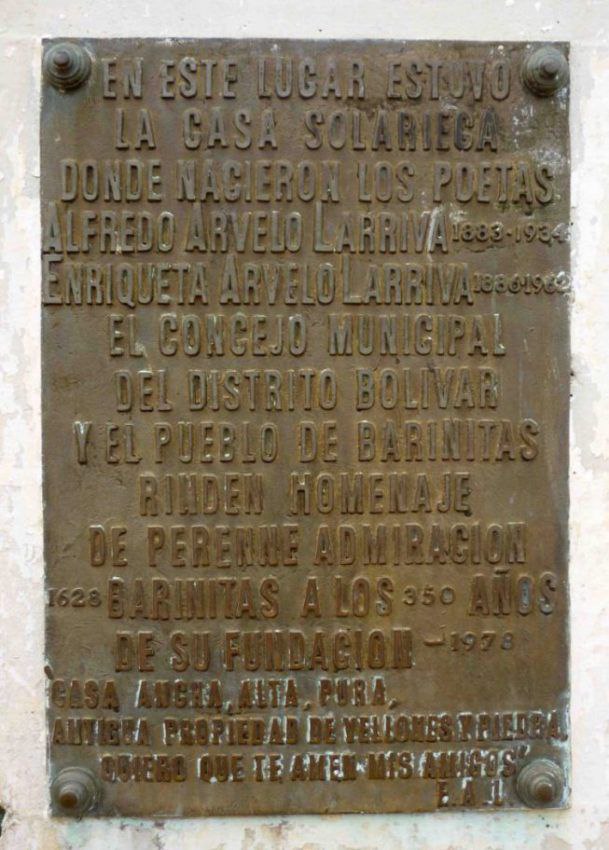 EN ESTE LUGAR ESTUVO
LA CASA SOLARIEGA
DONDE NACIERON LOS POETAS
ALFREDO ARVELO LARRIVA 1883-1934
ENRIQUETA ARVELO LARRIVA 1886-1962
EL CONCEJO MUNICIPAL
DEL DISTRITO BOLIVAR
Y EL PUEBLO DE BARINITAS
RINDEN HOMENAJE
DE PERENNE ADMIRACION
1628 BARINITAS A LOS 350 AÑOS
DE SU FUNDACION - 1978
"CASA ANCHA, ALTA, PURA,
ANTIGUA PROPIEDAD DE VELLONES Y PIEDRA,
QUIERO QUE TE AMEN MIS AMIGOS"
E. A. L.